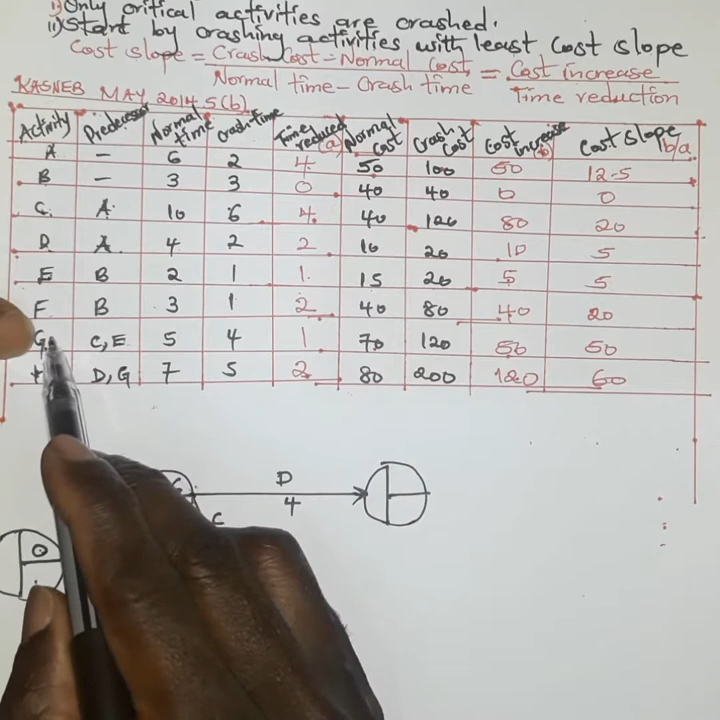 i) Only critical activities are crashed.
ii) Start by crashing activities with least cost slope
Cost slope = Crash Cost - Normal Cost = Cost increase
Normal time - Crash time Time reduction
KASNEB MAY 2014 5(b)
Activity Predecessor Normal time Crash time Time reduced (a) Normal cost Crash cost Cost increase (b) Cost slope b/a
A - 6 2 4 50 100 50 12.5
B - 3 3 0 40 40 0 0
C A 10 6 4 40 120 80 20
D A 4 2 2 10 20 10 5
E B 2 1 1 15 20 5 5
F B 3 1 2 40 80 40 20
G C,E 5 4 1 70 120 50 50
D,G 7 5 2 80 200 120 60
D
4
C
0